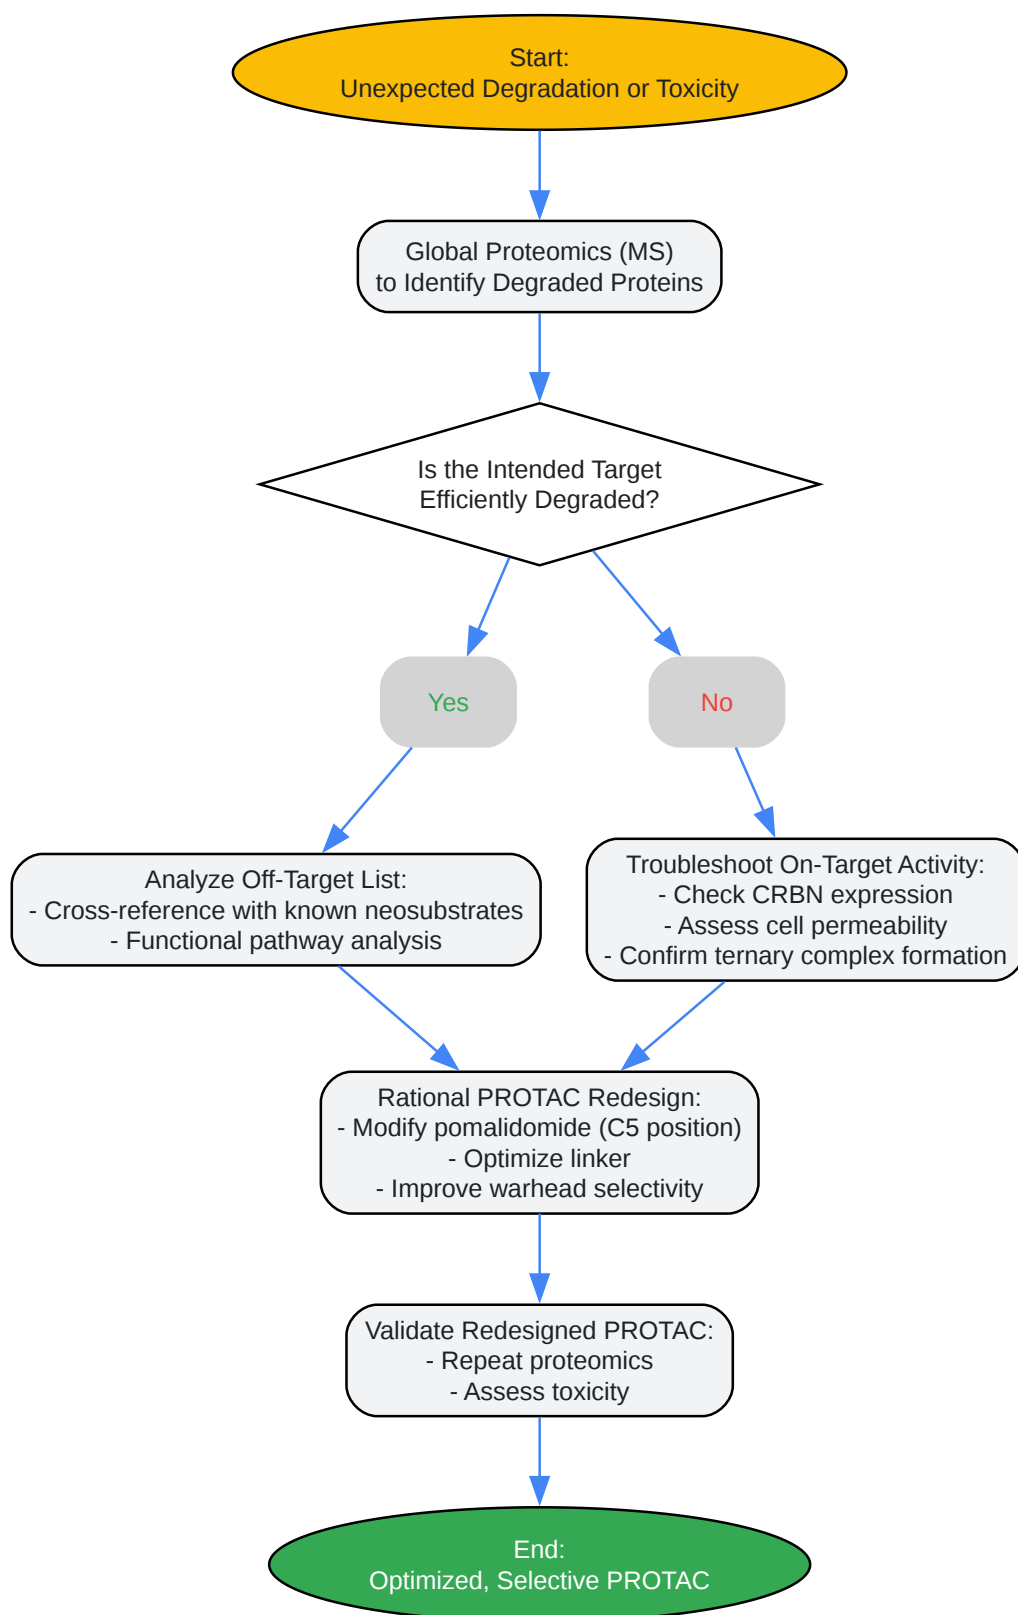 Start:
Unexpected Degradation or Toxicity
Global Proteomics (MS)
to Identify Degraded Proteins
Is the Intended Target
Efficiently Degraded?
Yes
No
Analyze Off-Target List:
- Cross-reference with known neosubstrates
- Functional pathway analysis
Troubleshoot On-Target Activity:
- Check CRBN expression
- Assess cell permeability
- Confirm ternary complex formation
Rational PROTAC Redesign:
- Modify pomalidomide (C5 position)
- Optimize linker
- Improve warhead selectivity
Validate Redesigned PROTAC:
- Repeat proteomics
- Assess toxicity
End:
Optimized, Selective PROTAC